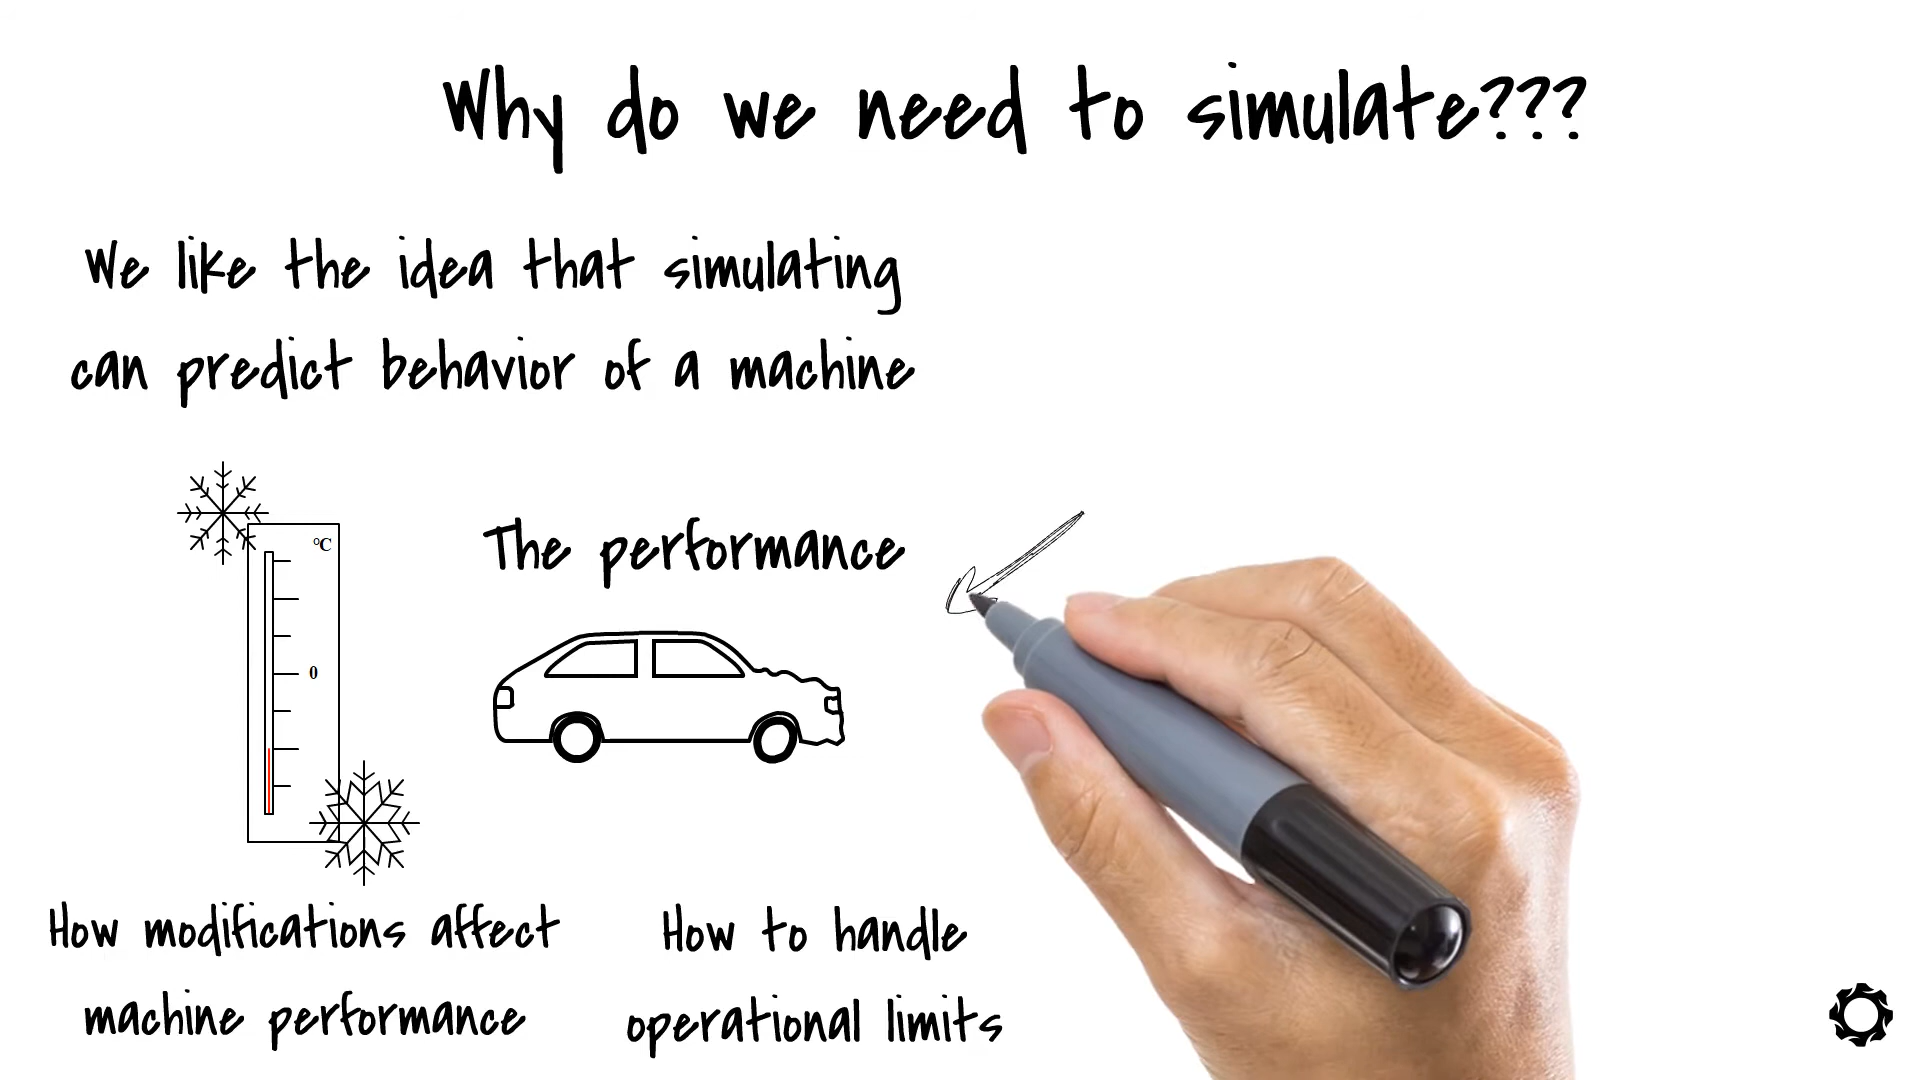 Why do we need to simulate???
We like the idea that simulating
can predict behavior of a machine
The performance
°C
0
How modifications affect
machine performance
How to handle
operational limits